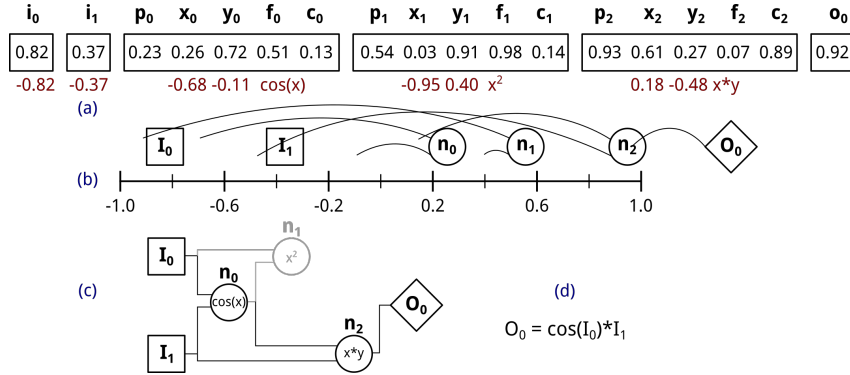 i₀ i₁ p₀ x₀ y₀ f₀ c₀ p₁ x₁ y₁ f₁ c₁ p₂ x₂ y₂ f₂ c₂ o₀
0.82 0.37 0.23 0.26 0.72 0.51 0.13 0.54 0.03 0.91 0.98 0.14 0.93 0.61 0.27 0.07 0.89 0.92
-0.82 -0.37 -0.68 -0.11 cos(x) -0.95 0.40 x² 0.18 -0.48 x*y
(a)
I₀ I₁ n₀ n₁ n₂ O₀
(b)
-1.0 -0.6 -0.2 0.2 0.6 1.0
n₁
I₀ x²
n₀
(c) cos(x) (d)
O₀
n₂ O₀ = cos(I₀)*I₁
I₁ x*y